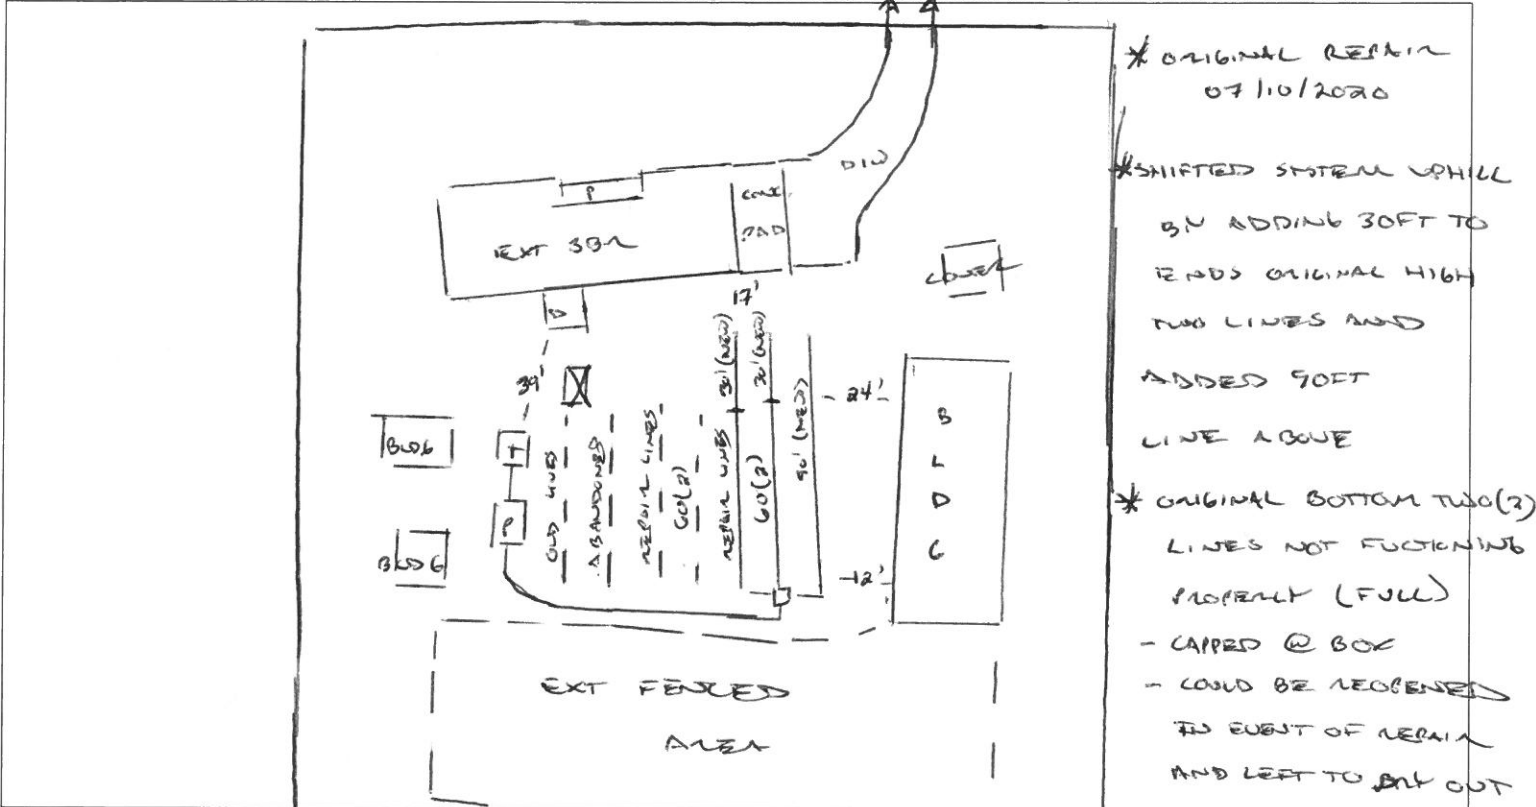 * ORIGINAL REPAIR
07/10/2020
*SHIFTED SYSTEM UPHILL
BY ADDING 30FT TO
ENDS ORIGINAL HIGH
TWO LINES AND
ADDED 90FT
LINE ABOVE
* ORIGINAL BOTTOM TWO(2)
LINES NOT FUCTIONING
PROPERLY (FULL)
- CAPPED @ BOX
- COULD BE REOPENED
IN EVENT OF REPAIR
AND LEFT TO DRY OUT
D/W
P
CONC
PAD
EXT 3BR
COVER
D
17'
39'
30' (NEW)
30' (NEW)
90' (NEW)
24'
12'
BLDG
BLDG
T
P
OLD LINES
ABANDONED
REPAIR LINES
60(2)
REPAIR LINES
60(2)
B
L
D
G
EXT FENCED
AREA